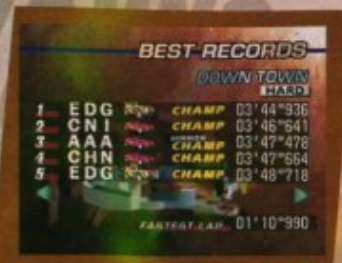 BEST RECORDS
DOWN TOWN
HARD
1 EDG CHAMP 03'44"936
2 CNI CHAMP 03'46"641
3 AAA CHAMP 03'47"478
4 CHN CHAMP 03'47"664
5 EDG CHAMP 03'48"718
FASTEST LAP 01'10"990